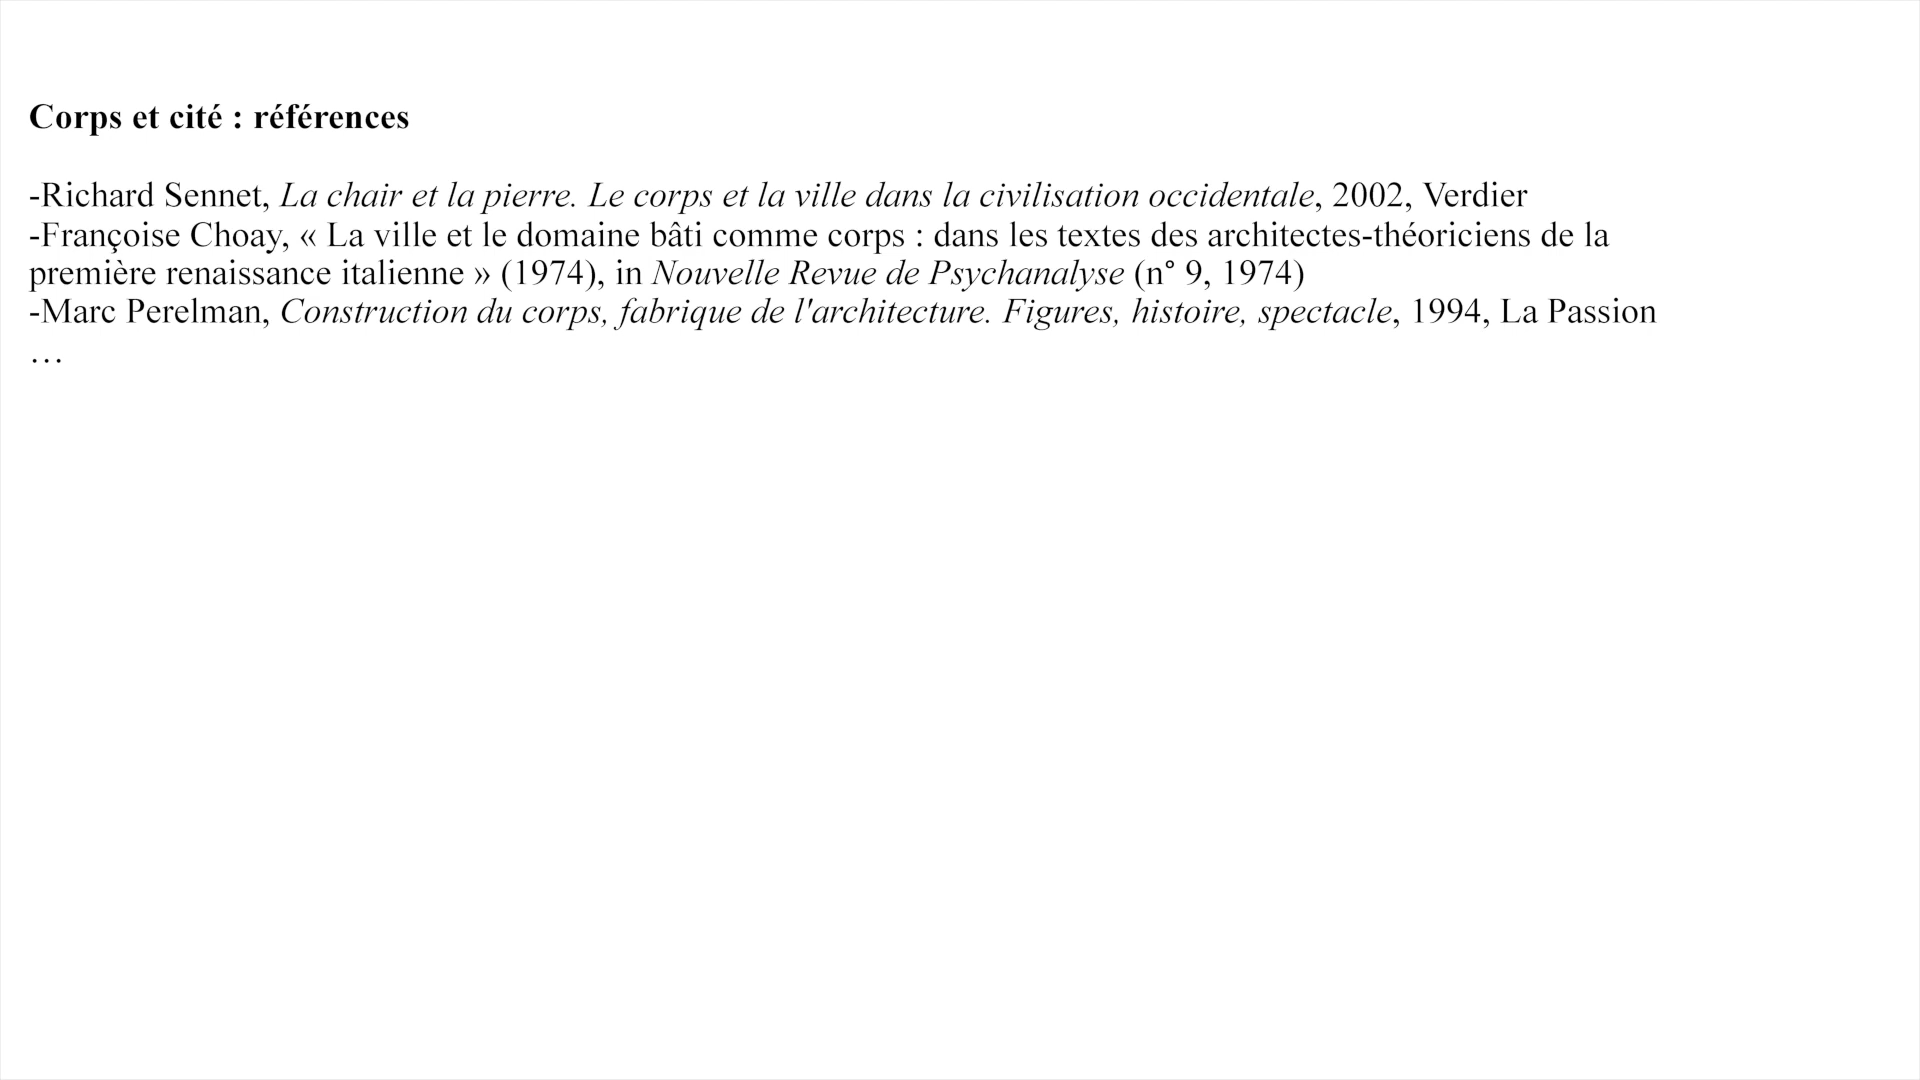 Corps et cité : références
-Richard Sennet, La chair et la pierre. Le corps et la ville dans la civilisation occidentale, 2002, Verdier
-Françoise Choay, « La ville et le domaine bâti comme corps : dans les textes des architectes-théoriciens de la
première renaissance italienne » (1974), in Nouvelle Revue de Psychanalyse (n° 9, 1974)
-Marc Perelman, Construction du corps, fabrique de l'architecture. Figures, histoire, spectacle, 1994, La Passion
…